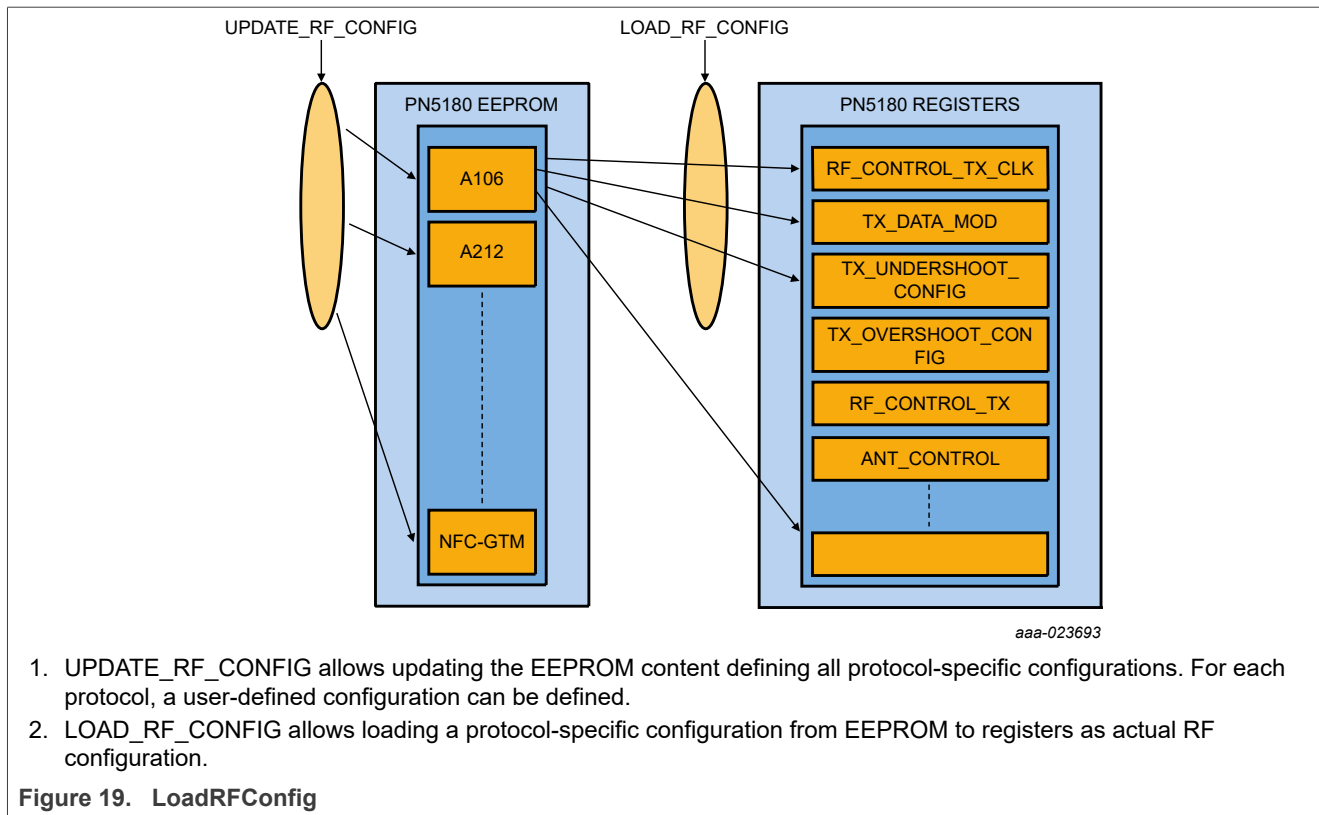 UPDATE_RF_CONFIG
LOAD_RF_CONFIG
PN5180 EEPROM
PN5180 REGISTERS
A106
A212
NFC-GTM
RF_CONTROL_TX_CLK
TX_DATA_MOD
TX_UNDERSHOOT_
CONFIG
TX_OVERSHOOT_CON
FIG
RF_CONTROL_TX
ANT_CONTROL
aaa-023693
1. UPDATE_RF_CONFIG allows updating the EEPROM content defining all protocol-specific configurations. For each
protocol, a user-defined configuration can be defined.
2. LOAD_RF_CONFIG allows loading a protocol-specific configuration from EEPROM to registers as actual RF
configuration.
Figure 19. LoadRFConfig